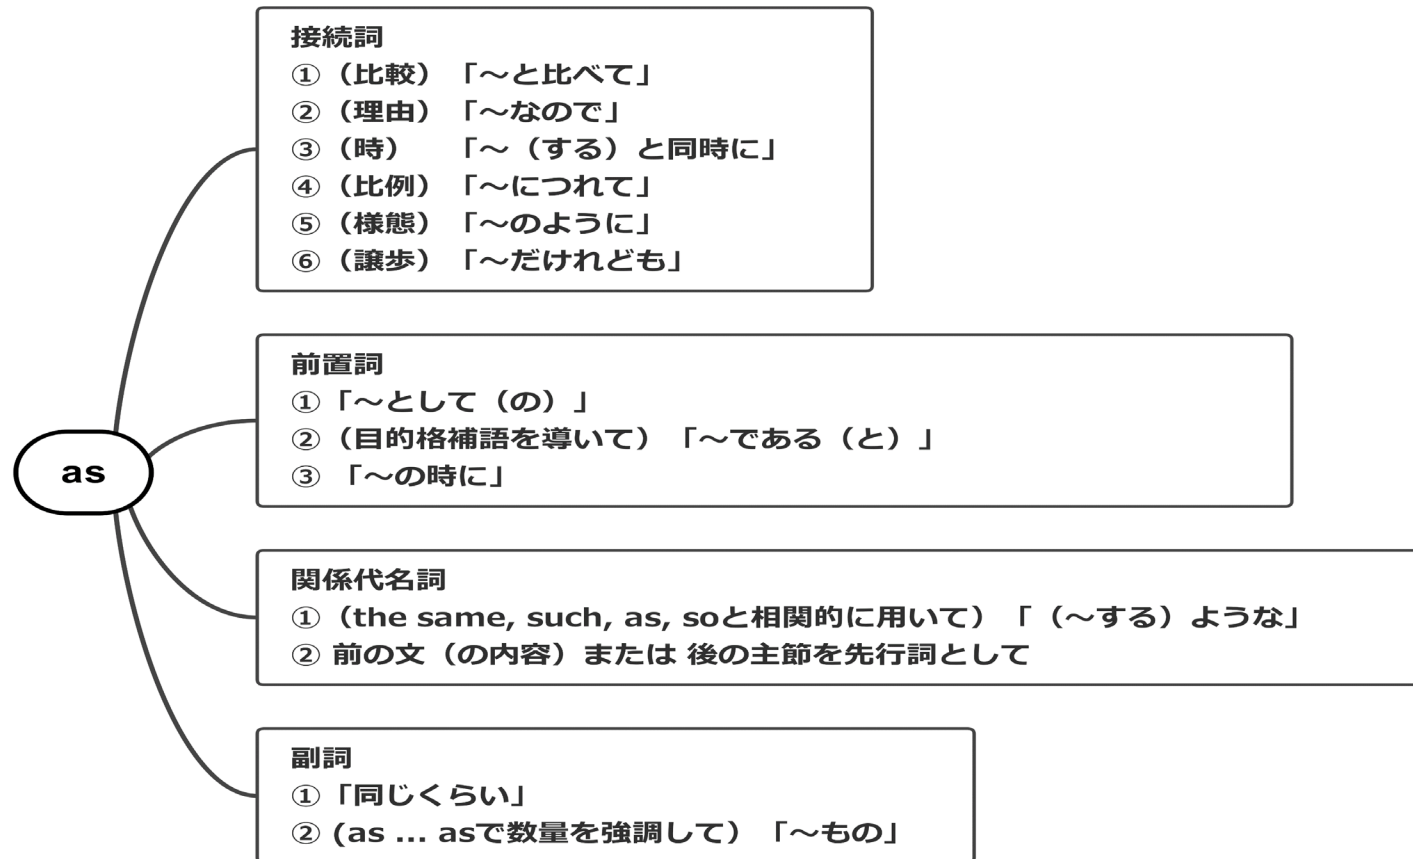 接続詞
①（比較）「～と比べて」
②（理由）「～なので」
③（時）　「～（する）と同時に」
④（比例）「～につれて」
⑤（様態）「～のように」
⑥（譲歩）「～だけれども」
前置詞
①「～として（の）」
②（目的格補語を導いて）「～である（と）」
③ 「～の時に」
as
関係代名詞
①（the same, such, as, soと相関的に用いて）「（～する）ような」
② 前の文（の内容）または 後の主節を先行詞として
副詞
①「同じくらい」
② (as ... asで数量を強調して）「～もの」